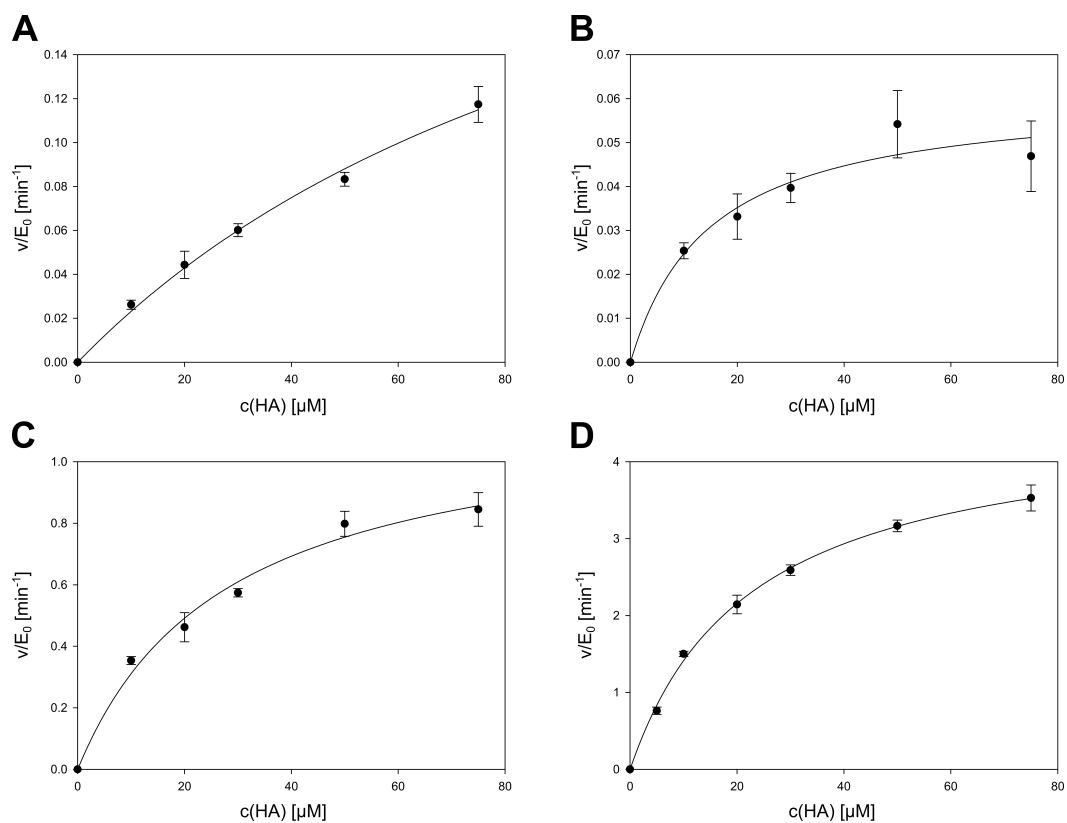 A
0.14
0.12
0.10
0.08
0.06
0.04
0.02
0.00
v/E₀ [min⁻¹]
0 20 40 60 80
c(HA) [µM]
B
0.07
0.06
0.05
0.04
0.03
0.02
0.01
0.00
v/E₀ [min⁻¹]
0 20 40 60 80
c(HA) [µM]
C
1.0
0.8
0.6
0.4
0.2
0.0
v/E₀ [min⁻¹]
0 20 40 60 80
c(HA) [µM]
D
4
3
2
1
0
v/E₀ [min⁻¹]
0 20 40 60 80
c(HA) [µM]